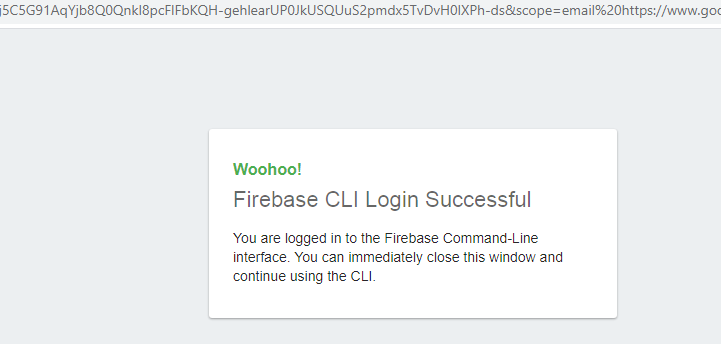 j5C5G91AqYjb8Q0QnkI8pcFlFbKQH-gehlearUP0JkUSQUuS2pmdx5TvDvH0lXPh-ds&scope=email%20https://www.goo
Woohoo!
Firebase CLI Login Successful
You are logged in to the Firebase Command-Line
interface. You can immediately close this window and
continue using the CLI.